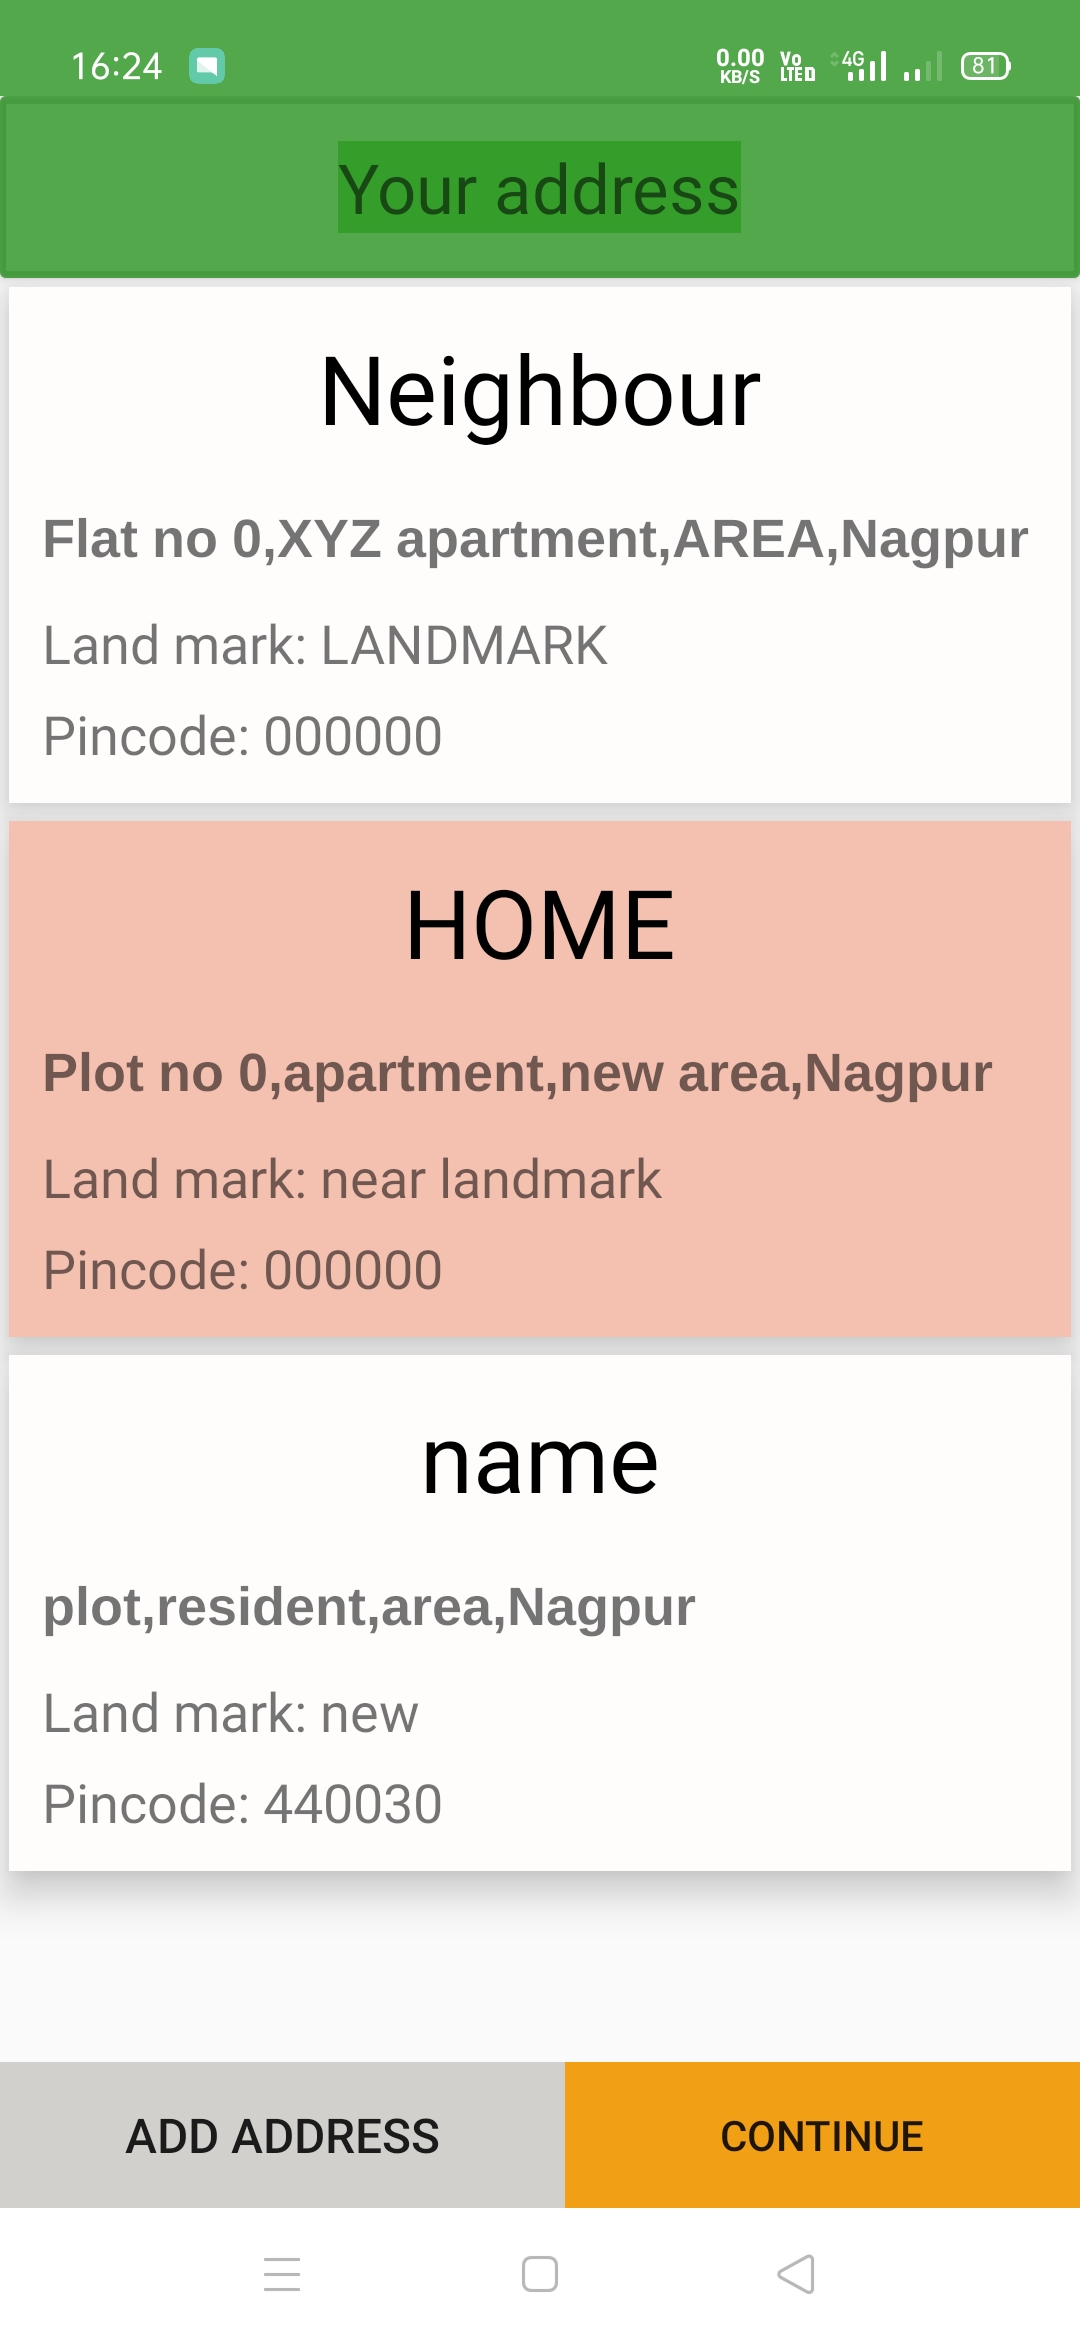 16:24 0.00 KB/S Vo LTE D 4G 81
Your address
Neighbour
Flat no 0,XYZ apartment,AREA,Nagpur
Land mark: LANDMARK
Pincode: 000000
HOME
Plot no 0,apartment,new area,Nagpur
Land mark: near landmark
Pincode: 000000
name
plot,resident,area,Nagpur
Land mark: new
Pincode: 440030
ADD ADDRESS CONTINUE